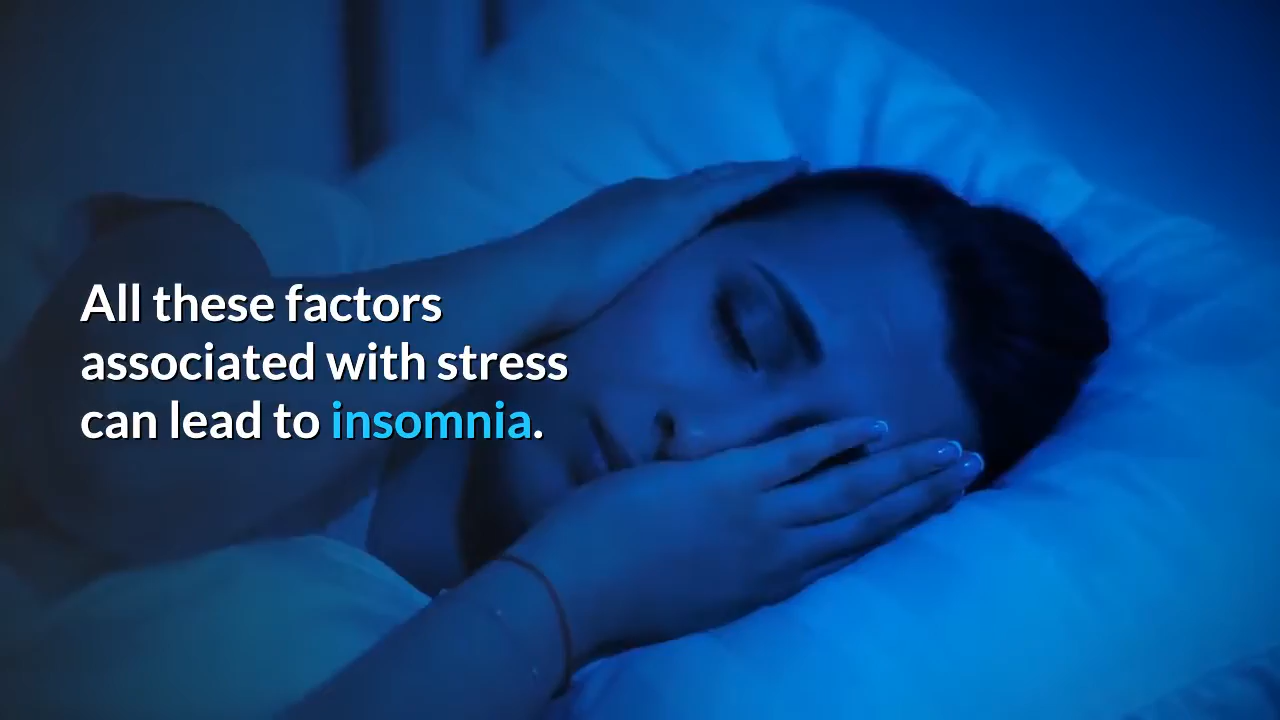 All these factors
associated with stress
can lead to insomnia.